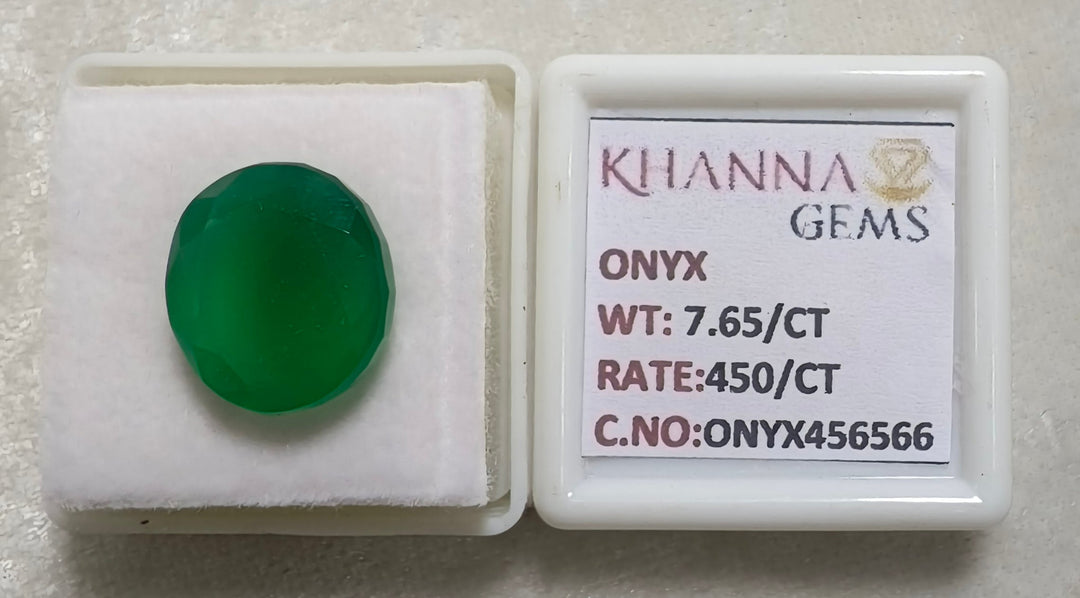 KHANNA
GEMS
ONYX
WT: 7.65/CT
RATE:450/CT
C.NO:ONYX456566